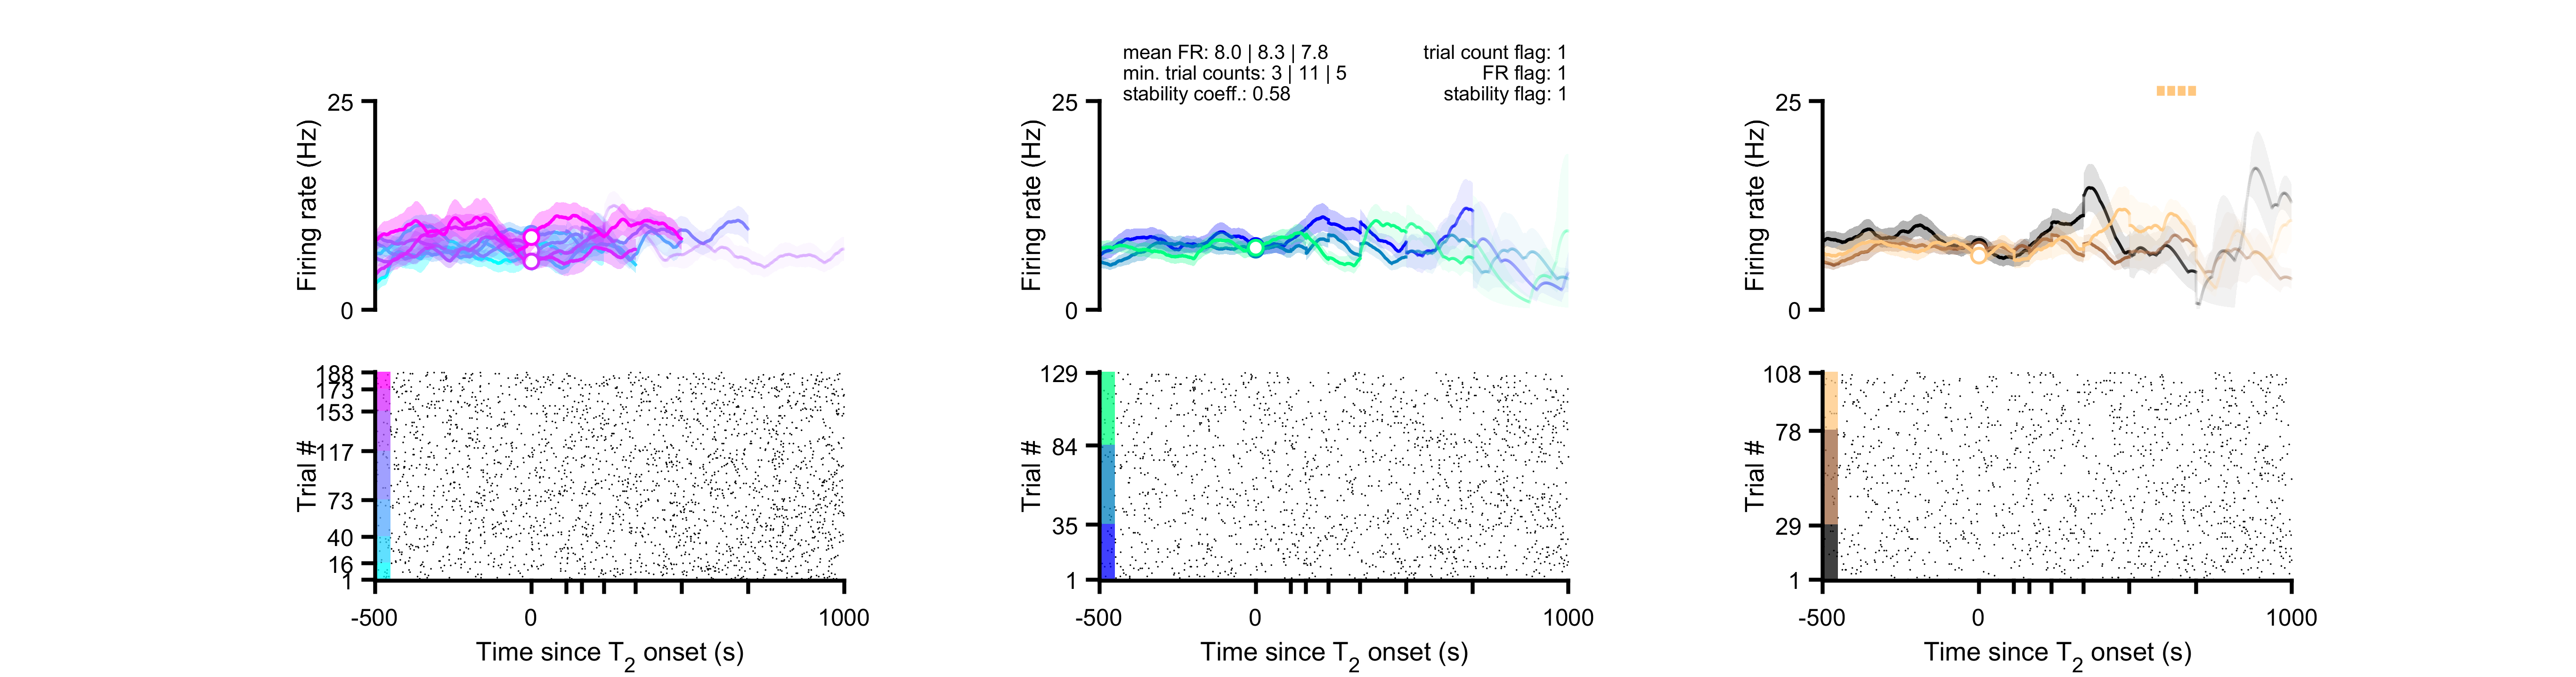 mean FR: 8.0 | 8.3 | 7.8
min. trial counts: 3 | 11 | 5
stability coeff.: 0.58
trial count flag: 1
FR flag: 1
stability flag: 1
25
Firing rate (Hz)
0
188
173
153
117
73
40
16
1
Trial #
-500
0
1000
Time since T2 onset (s)
25
Firing rate (Hz)
0
129
84
35
1
Trial #
-500
0
1000
Time since T2 onset (s)
25
Firing rate (Hz)
0
108
78
29
1
Trial #
-500
0
1000
Time since T2 onset (s)